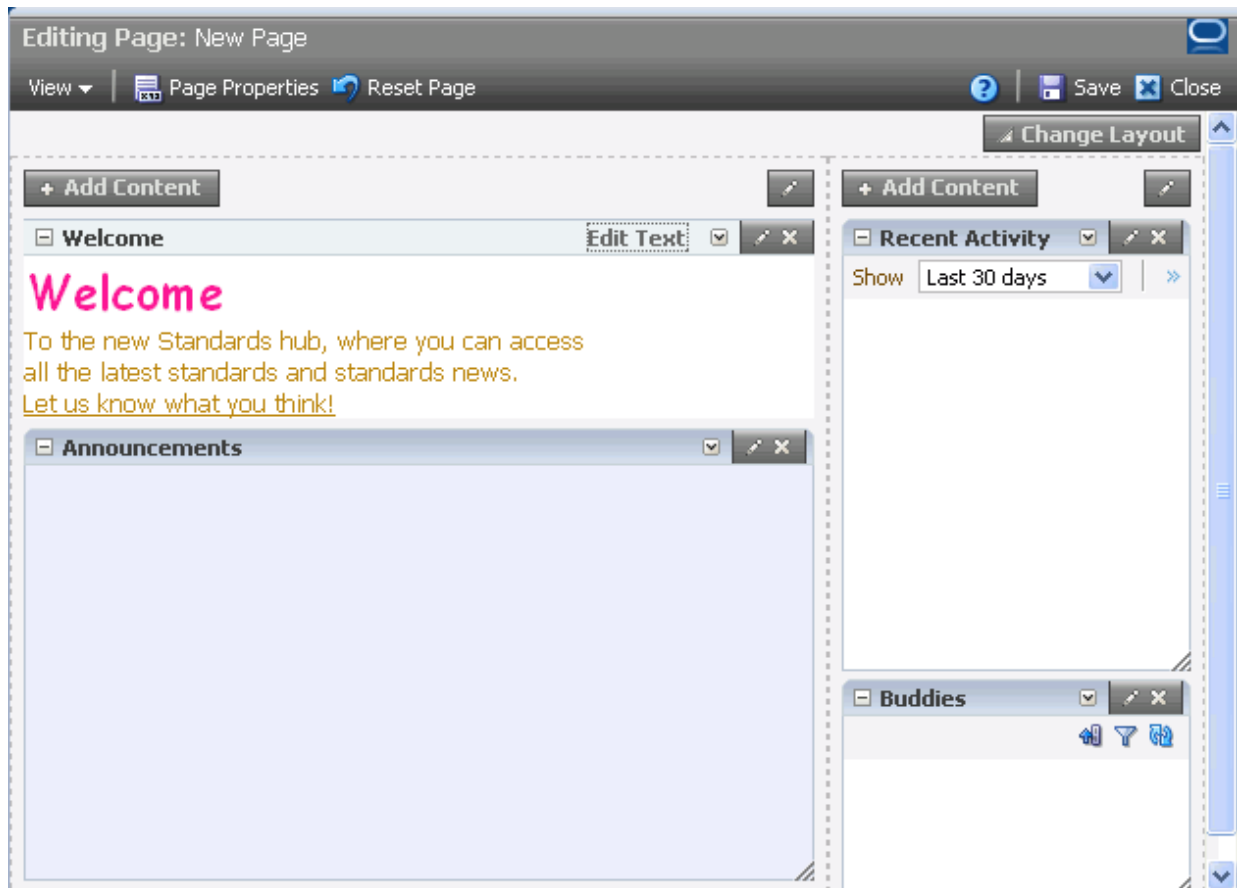 Editing Page: New Page
View Page Properties Reset Page Save Close
Change Layout
+ Add Content
Welcome Edit Text
Welcome
To the new Standards hub, where you can access
all the latest standards and standards news.
Let us know what you think!
Announcements
+ Add Content
Recent Activity
Show Last 30 days »
Buddies